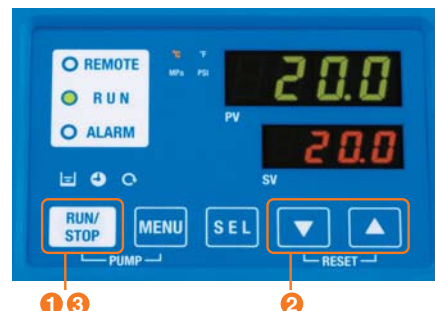 REMOTE
RUN
ALARM
°C °F
MPa PSI
20.0
PV
20.0
SV
RUN/
STOP
MENU
SEL
▼ ▲
PUMP
RESET
1 3
2